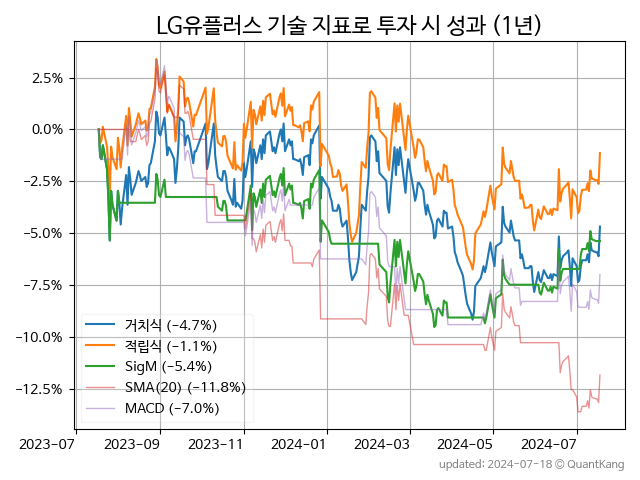 LG유플러스 기술 지표로 투자 시 성과 (1년)
2.5%
0.0%
−2.5%
−5.0%
−7.5%
−10.0%
−12.5%
거치식 (−4.7%)
적립식 (−1.1%)
SigM (−5.4%)
SMA(20) (−11.8%)
MACD (−7.0%)
2023-07 2023-09 2023-11 2024-01 2024-03 2024-05 2024-07
updated: 2024-07-18 © QuantKang